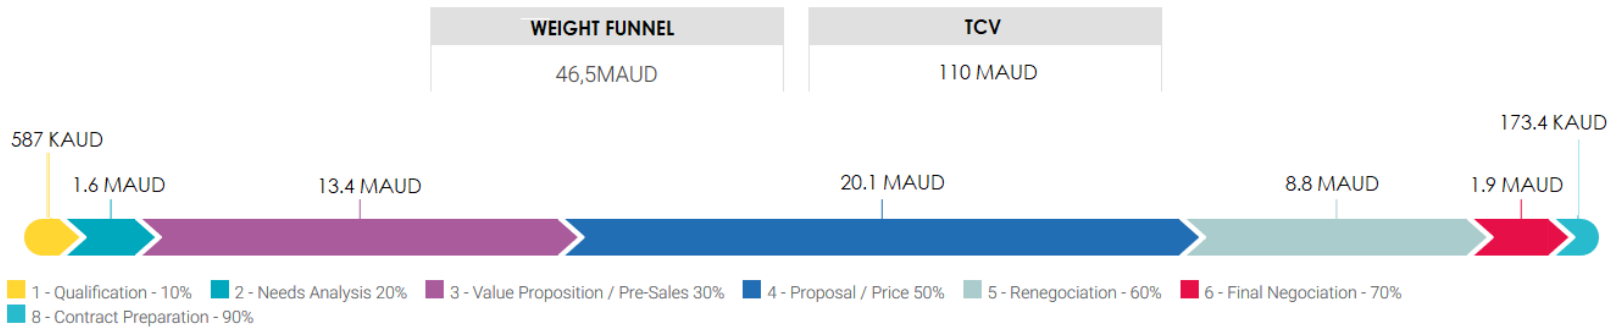 WEIGHT FUNNEL
46,5MAUD
TCV
110 MAUD
587 KAUD
1.6 MAUD
13.4 MAUD
20.1 MAUD
8.8 MAUD
1.9 MAUD
173.4 KAUD
1 - Qualification - 10%
2 - Needs Analysis 20%
3 - Value Proposition / Pre-Sales 30%
4 - Proposal / Price 50%
5 - Renegociation - 60%
6 - Final Negociation - 70%
8 - Contract Preparation - 90%